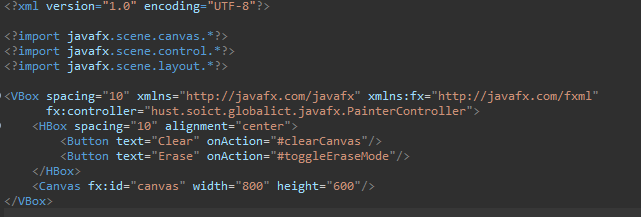 <?xml version="1.0" encoding="UTF-8"?>
<?import javafx.scene.canvas.*?>
<?import javafx.scene.control.*?>
<?import javafx.scene.layout.*?>
<VBox spacing="10" xmlns="http://javafx.com/javafx" xmlns:fx="http://javafx.com/fxml"
fx:controller="hust.soict.globalict.javafx.PainterController">
<HBox spacing="10" alignment="center">
<Button text="Clear" onAction="#clearCanvas"/>
<Button text="Erase" onAction="#toggleEraseMode"/>
</HBox>
<Canvas fx:id="canvas" width="800" height="600"/>
</VBox>